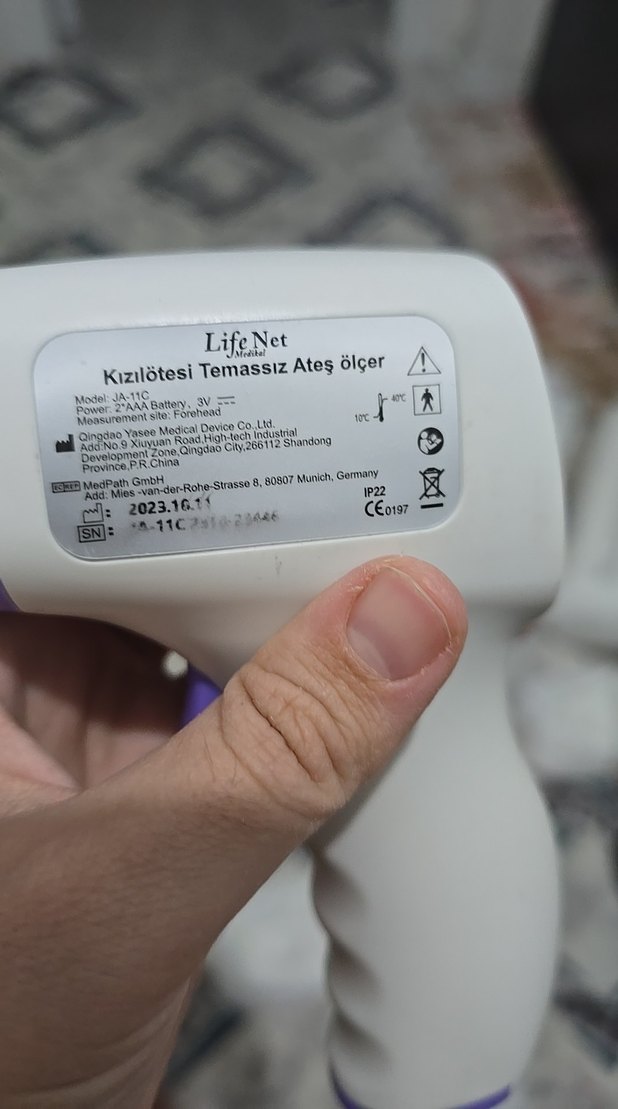 Life Net
Medikal
Kızılötesi Temassız Ateş ölçer
Model: JA-11C
Power: 2*AAA Battery, 3V
Measurement site: Forehead
10°C 40°C
Qingdao Yasee Medical Device Co.,Ltd.
Add:No.9 Xiuyuan Road,High-tech Industrial
Development Zone,Qingdao City,266112 Shandong
Province,P.R.China
EC REP MedPath GmbH
Add: Mies -van-der-Rohe-Strasse 8, 80807 Munich, Germany
: 2023.10.11
SN :
IP22
CE0197